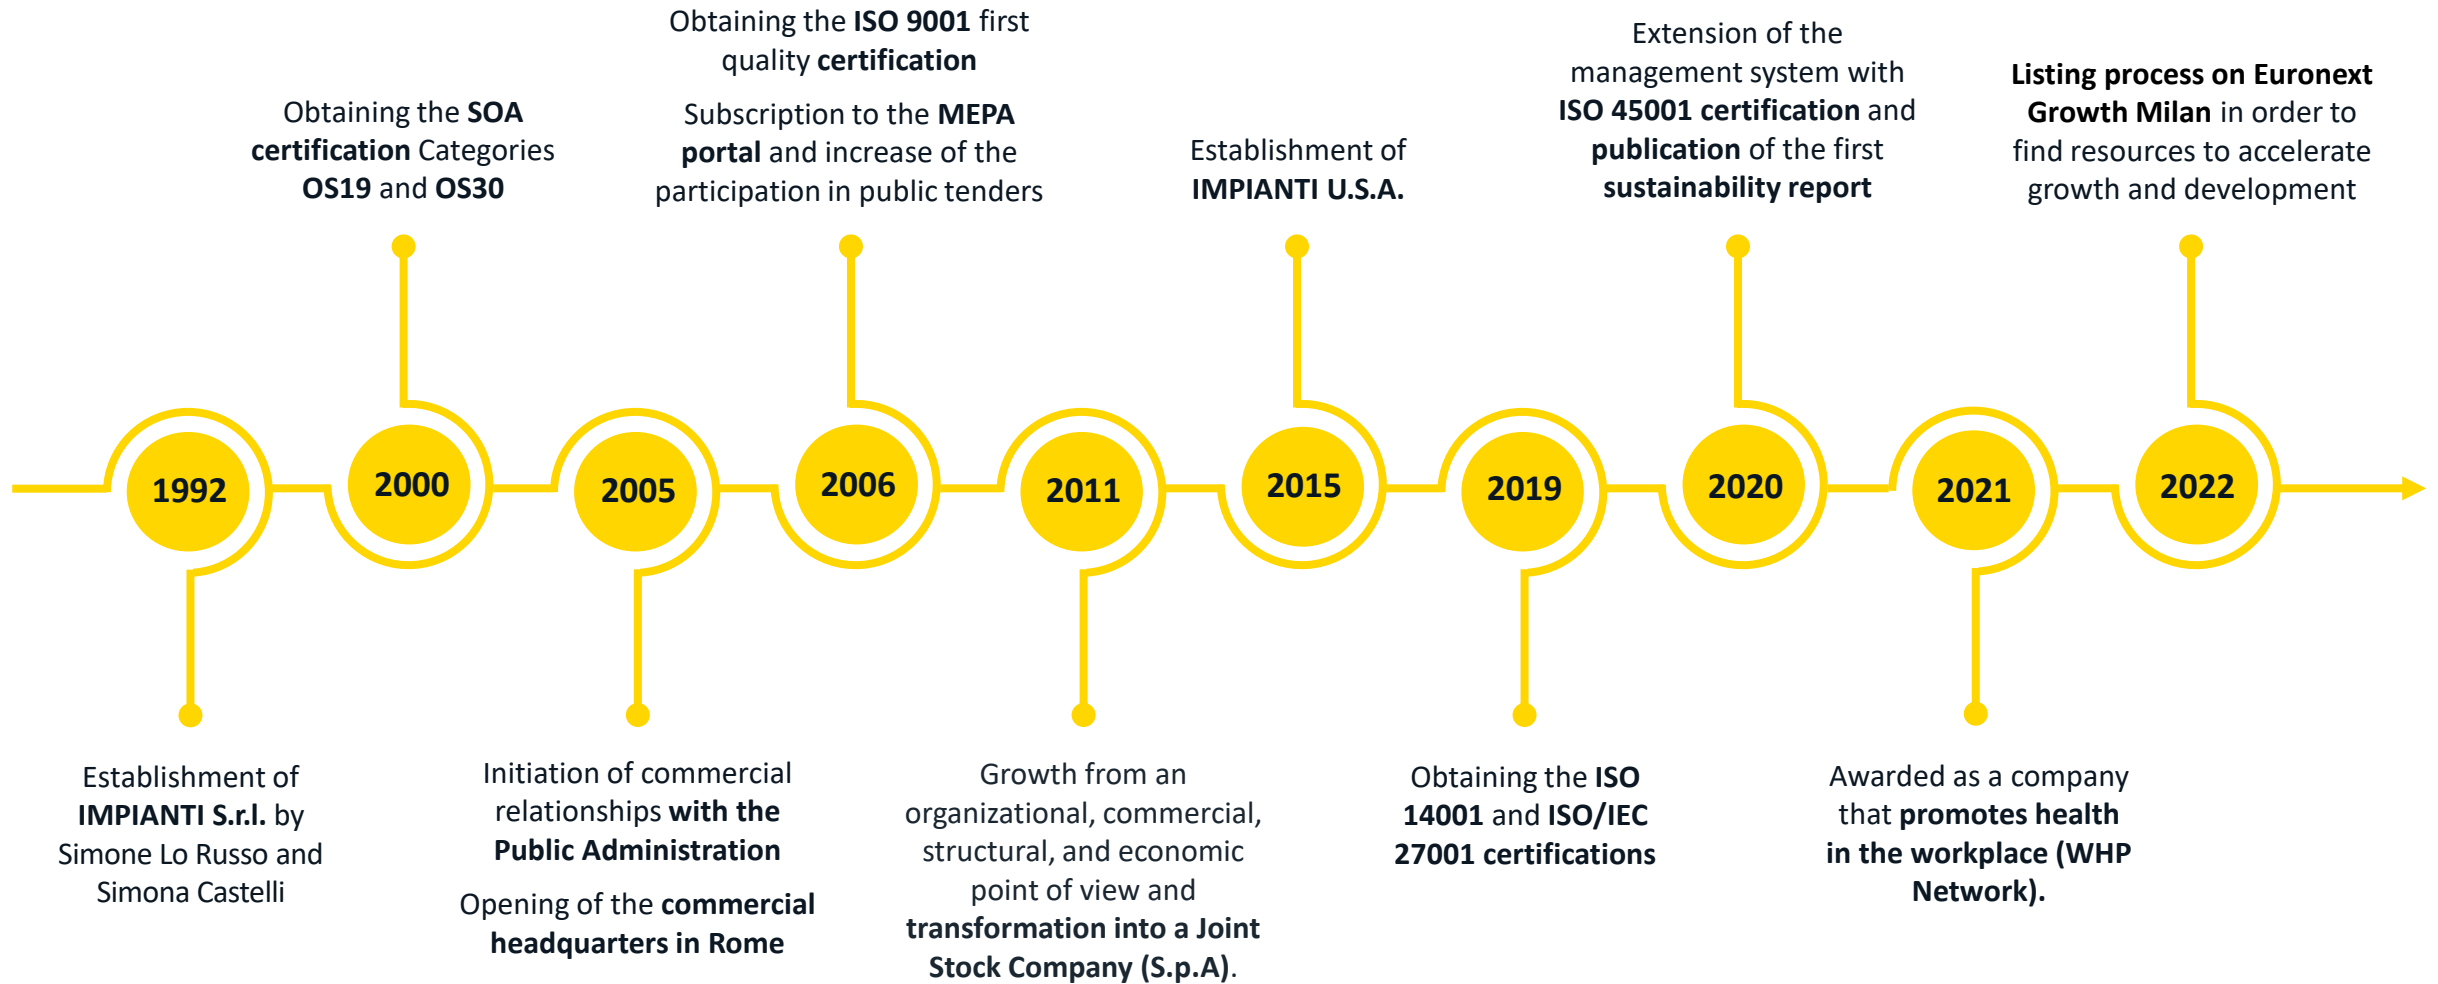 Obtaining the SOA
certification Categories
OS19 and OS30
Obtaining the ISO 9001 first
quality certification
Subscription to the MEPA
portal and increase of the
participation in public tenders
Establishment of
IMPIANTI U.S.A.
Extension of the
management system with
ISO 45001 certification and
publication of the first
sustainability report
Listing process on Euronext
Growth Milan in order to
find resources to accelerate
growth and development
1992
2000
2005
2006
2011
2015
2019
2020
2021
2022
Establishment of
IMPIANTI S.r.l. by
Simone Lo Russo and
Simona Castelli
Initiation of commercial
relationships with the
Public Administration
Opening of the commercial
headquarters in Rome
Growth from an
organizational, commercial,
structural, and economic
point of view and
transformation into a Joint
Stock Company (S.p.A).
Obtaining the ISO
14001 and ISO/IEC
27001 certifications
Awarded as a company
that promotes health
in the workplace (WHP
Network).